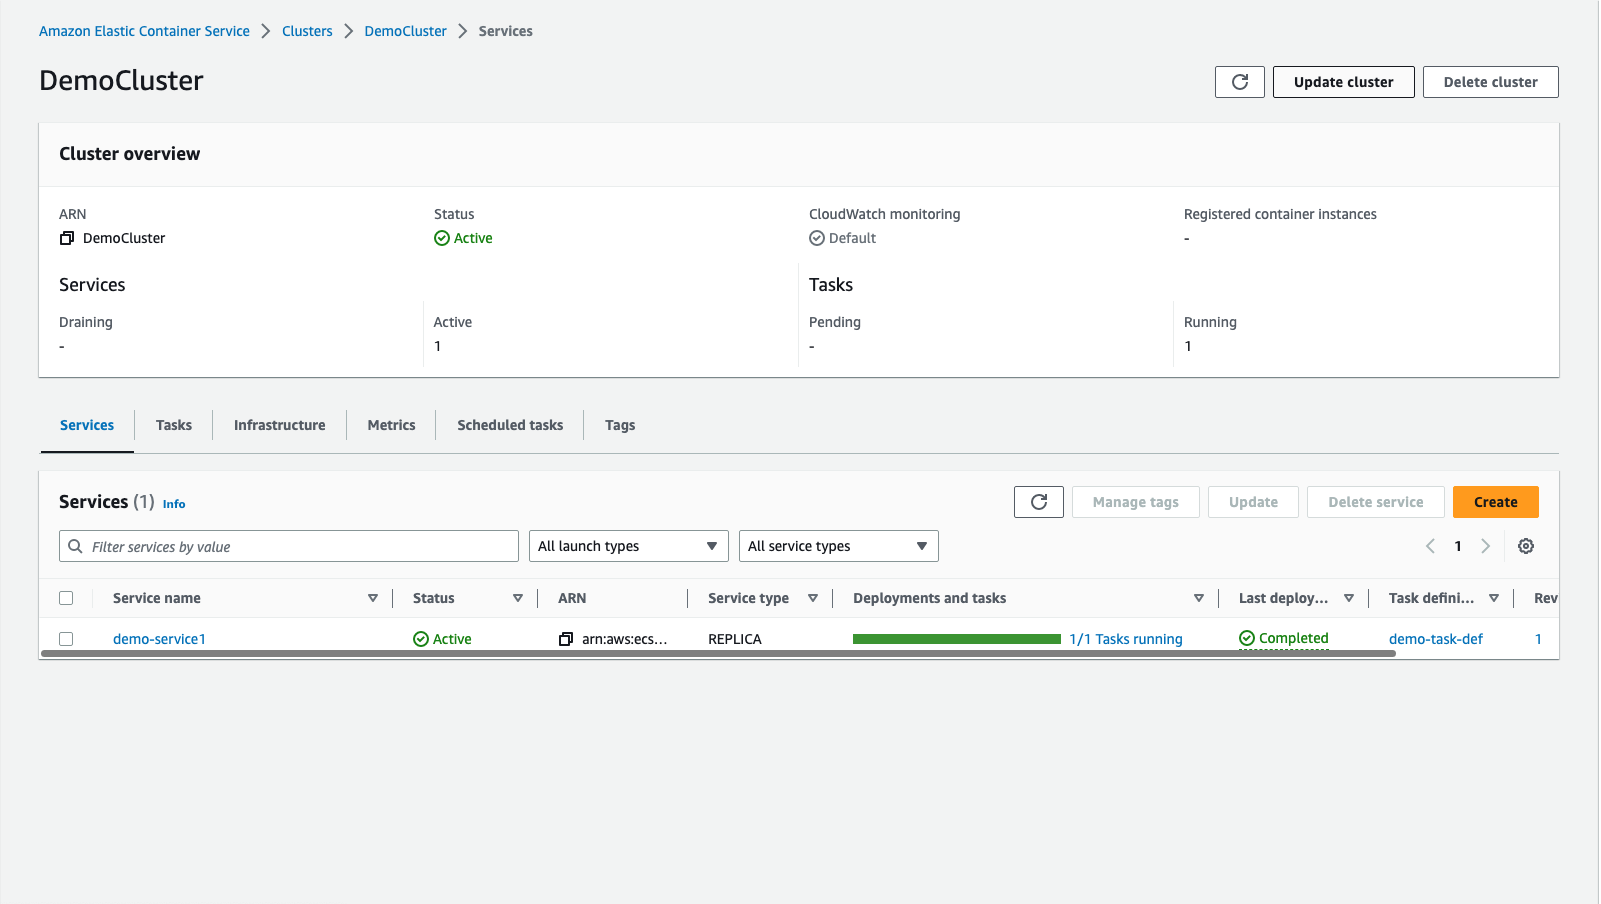 Amazon Elastic Container Service > Clusters > DemoCluster > Services
DemoCluster
Update cluster
Delete cluster
Cluster overview
ARN
DemoCluster
Status
Active
CloudWatch monitoring
Default
Registered container instances
-
Services
Draining
-
Active
1
Tasks
Pending
-
Running
1
Services
Tasks
Infrastructure
Metrics
Scheduled tasks
Tags
Services (1) Info
Manage tags
Update
Delete service
Create
Filter services by value
All launch types
All service types
1
Service name
Status
ARN
Service type
Deployments and tasks
Last deploy...
Task defini...
Rev
demo-service1
Active
arn:aws:ecs...
REPLICA
1/1 Tasks running
Completed
demo-task-def
1